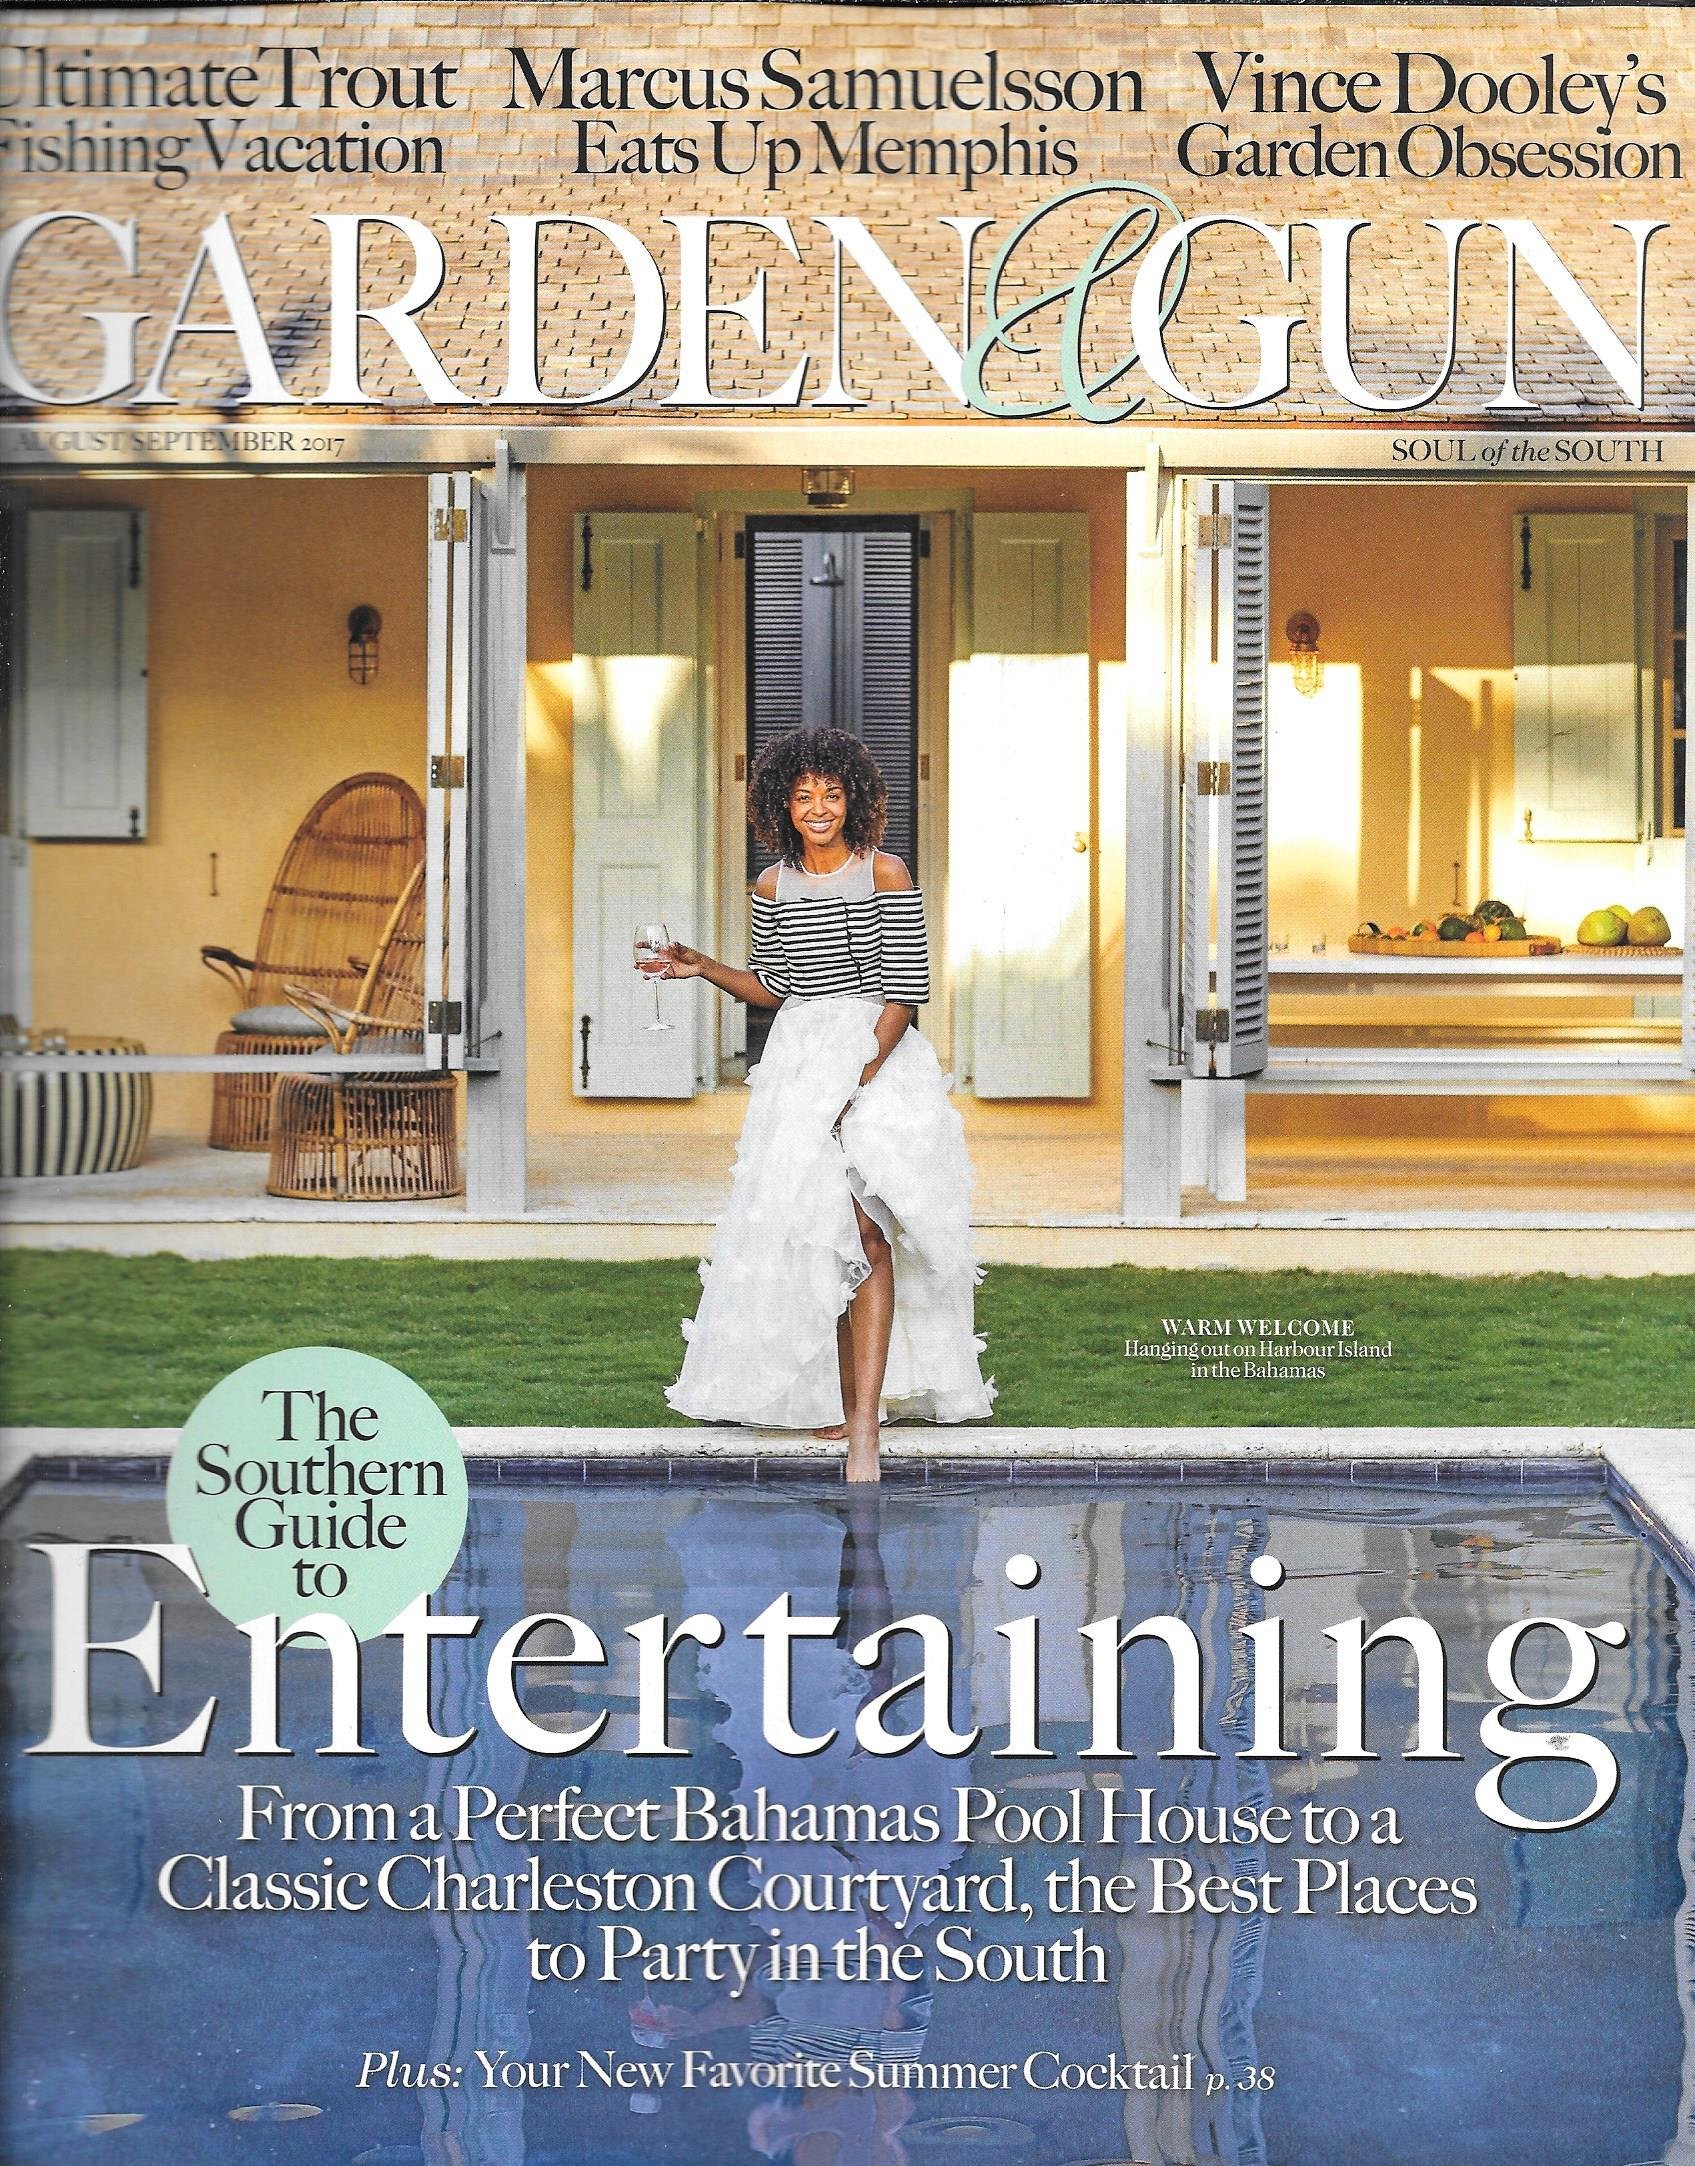 Ultimate Trout
Fishing Vacation
Marcus Samuelsson
Eats Up Memphis
Vince Dooley's
Garden Obsession
GARDEN & GUN
AUGUST/SEPTEMBER 2017
SOUL of the SOUTH
WARM WELCOME
Hanging out on Harbour Island
in the Bahamas
The
Southern
Guide
to
Entertaining
From a Perfect Bahamas Pool House to a
Classic Charleston Courtyard, the Best Places
to Party in the South
Plus: Your New Favorite Summer Cocktail p. 38